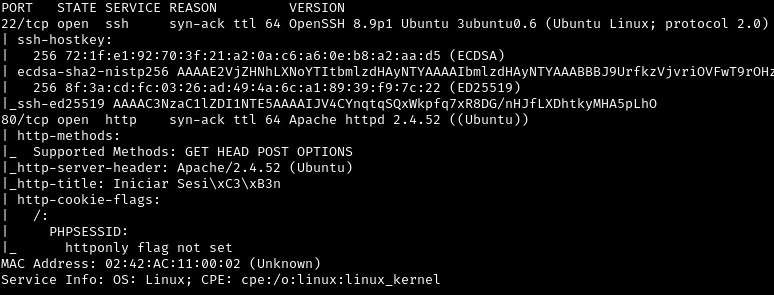 PORT   STATE SERVICE REASON         VERSION
22/tcp open  ssh     syn-ack ttl 64 OpenSSH 8.9p1 Ubuntu 3ubuntu0.6 (Ubuntu Linux; protocol 2.0)
| ssh-hostkey:
|   256 72:1f:e1:92:70:3f:21:a2:0a:c6:a6:0e:b8:a2:aa:d5 (ECDSA)
| ecdsa-sha2-nistp256 AAAAE2VjZHNhLXNoYTItbmlzdHAyNTYAAAAIbmlzdHAyNTYAAABBBJ9UrfkzVjvriOVFwT9rOHz
|   256 8f:3a:cd:fc:03:26:ad:49:4a:6c:a1:89:39:f9:7c:22 (ED25519)
|_ssh-ed25519 AAAAC3NzaC1lZDI1NTE5AAAAIJV4CYnqtqSQxWkpfq7xR8DG/nHJfLXDhtkyMHA5pLhO
80/tcp open  http    syn-ack ttl 64 Apache httpd 2.4.52 ((Ubuntu))
| http-methods:
|_  Supported Methods: GET HEAD POST OPTIONS
|_http-server-header: Apache/2.4.52 (Ubuntu)
|_http-title: Iniciar Sesi\xC3\xB3n
| http-cookie-flags:
|   /:
|     PHPSESSID:
|_      httponly flag not set
MAC Address: 02:42:AC:11:00:02 (Unknown)
Service Info: OS: Linux; CPE: cpe:/o:linux:linux_kernel